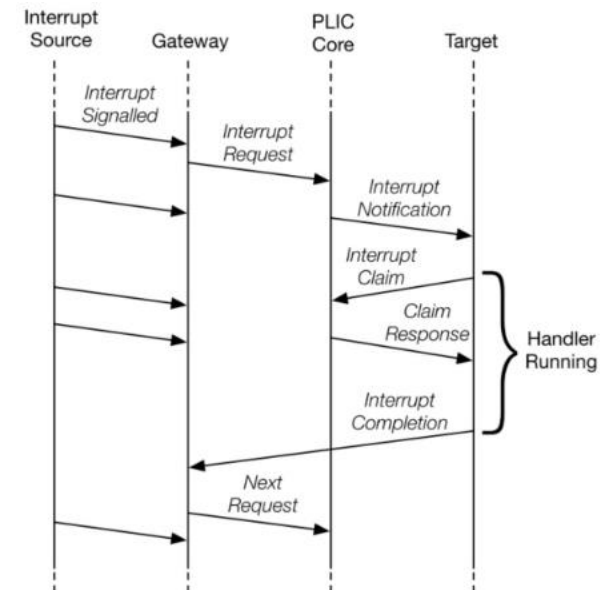 Interrupt
Source
Gateway
PLIC
Core
Target
Interrupt
Signalled
Interrupt
Request
Interrupt
Notification
Interrupt
Claim
Claim
Response
Handler
Running
Interrupt
Completion
Next
Request